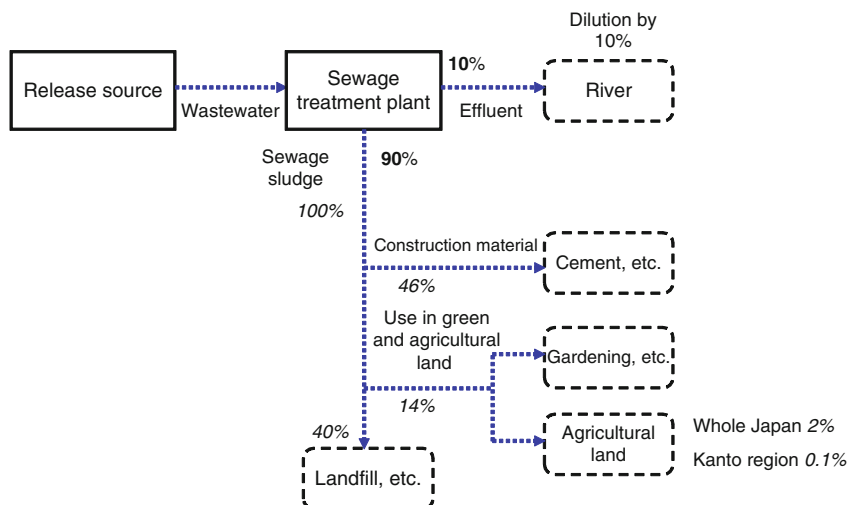 Dilution by
10%
Release source
Wastewater
Sewage
treatment plant
10%
Effluent
River
Sewage
sludge
90%
100%
Construction material
46%
Cement, etc.
Use in green
and agricultural
land
14%
Gardening, etc.
Agricultural
land
Whole Japan 2%
Kanto region 0.1%
40%
Landfill, etc.